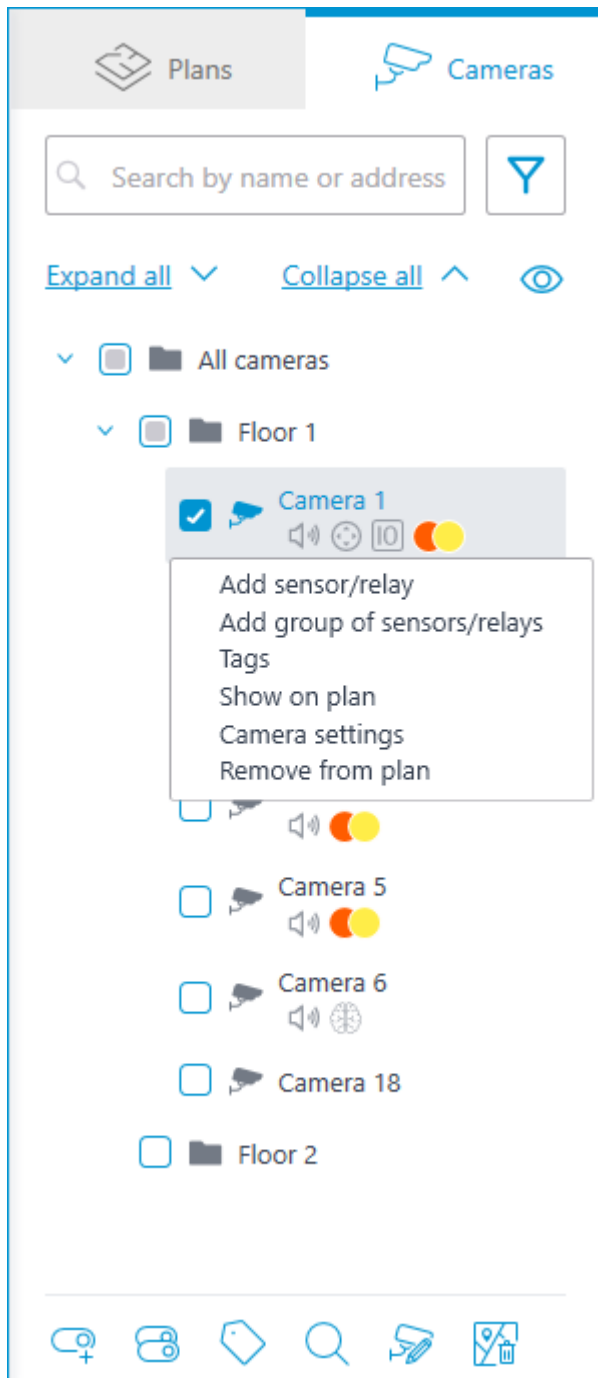 Plans
Cameras
Search by name or address
Expand all
Collapse all
All cameras
Floor 1
Camera 1
IO
Add sensor/relay
Add group of sensors/relays
Tags
Show on plan
Camera settings
Remove from plan
Camera 5
Camera 6
Camera 18
Floor 2